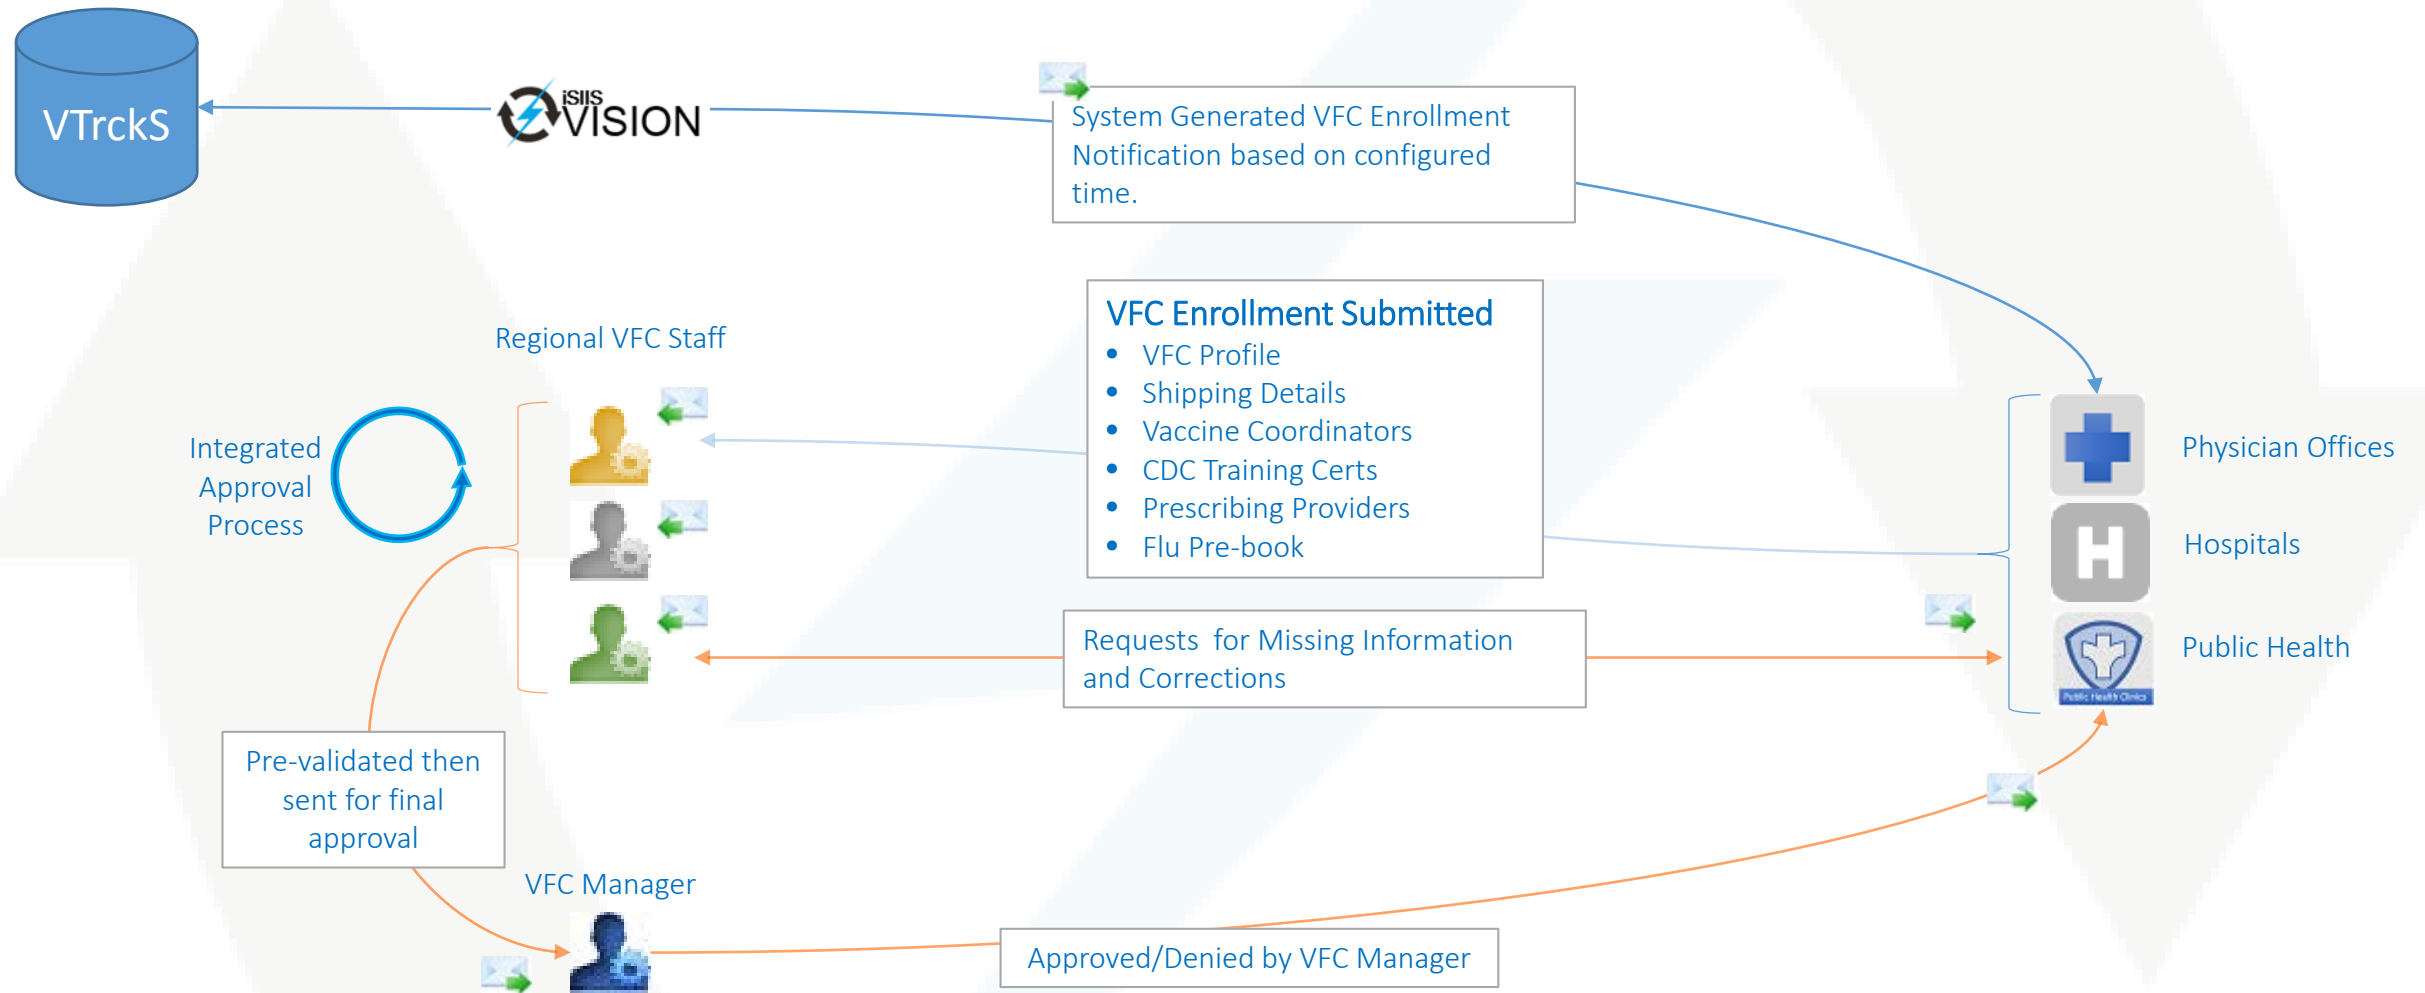 VTrckS
iSIIS
VISION
System Generated VFC Enrollment
Notification based on configured
time.
VFC Enrollment Submitted
• VFC Profile
• Shipping Details
• Vaccine Coordinators
• CDC Training Certs
• Prescribing Providers
• Flu Pre-book
Regional VFC Staff
Integrated
Approval
Process
Physician Offices
Hospitals
Public Health
Public Health Clinics
Requests  for Missing Information
and Corrections
Pre-validated then
sent for final
approval
VFC Manager
Approved/Denied by VFC Manager
H